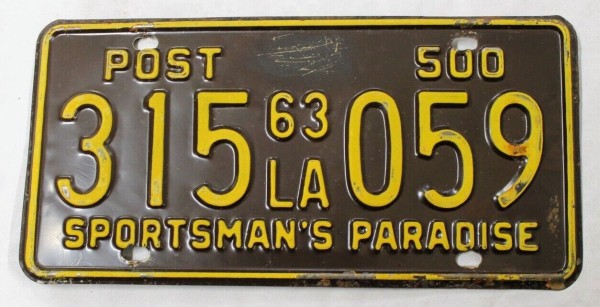 POST 500
315 63 LA 059
SPORTSMAN'S PARADISE